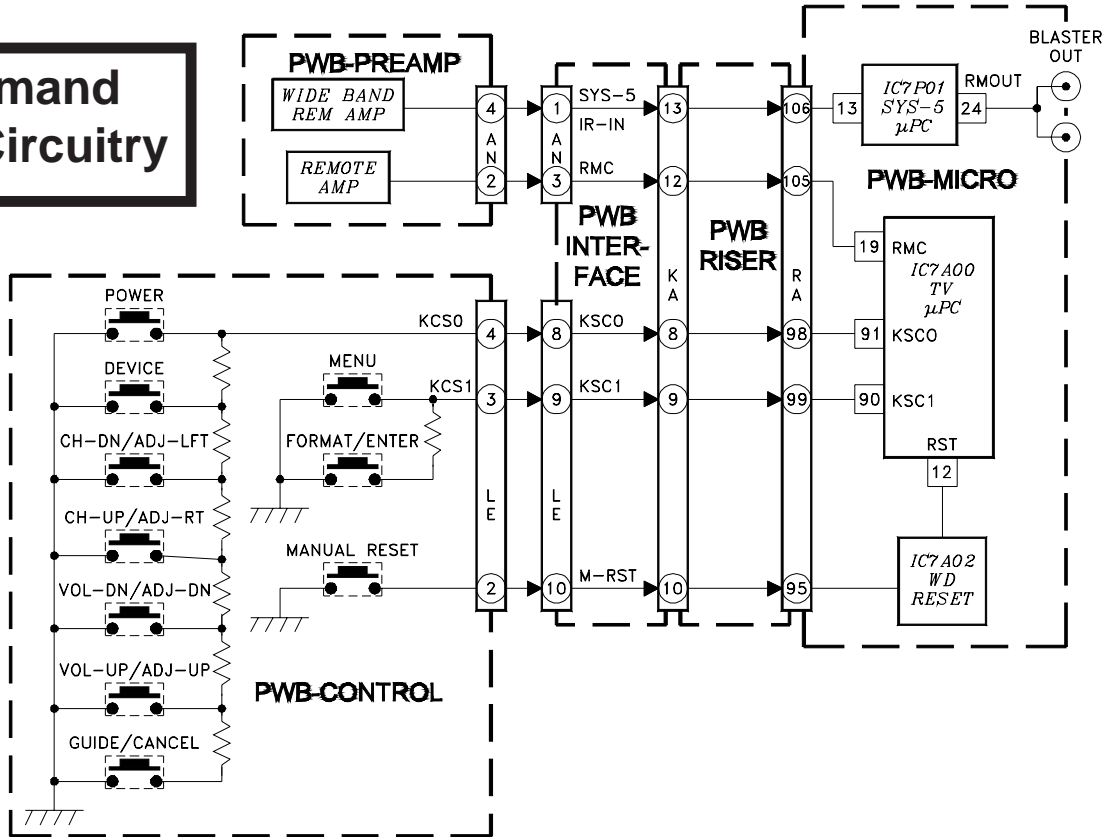 mand
Circuitry
PWB-PREAMP
WIDE BAND
REM AMP
REMOTE
AMP
4
A
N
2
1
A
N
3
SYS-5
IR-IN
RMC
PWB
INTER-
FACE
13
12
K
A
8
9
10
PWB
RISER
106
105
R
A
98
99
95
BLASTER
OUT
13
IC7P01
SYS-5
µPC
24
RMOUT
PWB-MICRO
19
RMC
IC7A00
TV
µPC
91
KSC0
90
KSC1
RST
12
IC7A02
WD
RESET
POWER
DEVICE
CH-DN/ADJ-LFT
CH-UP/ADJ-RT
VOL-DN/ADJ-DN
VOL-UP/ADJ-UP
GUIDE/CANCEL
MENU
FORMAT/ENTER
MANUAL RESET
PWB-CONTROL
KCS0
KCS1
4
3
L
E
2
8
9
L
E
10
KSC0
KSC1
M-RST